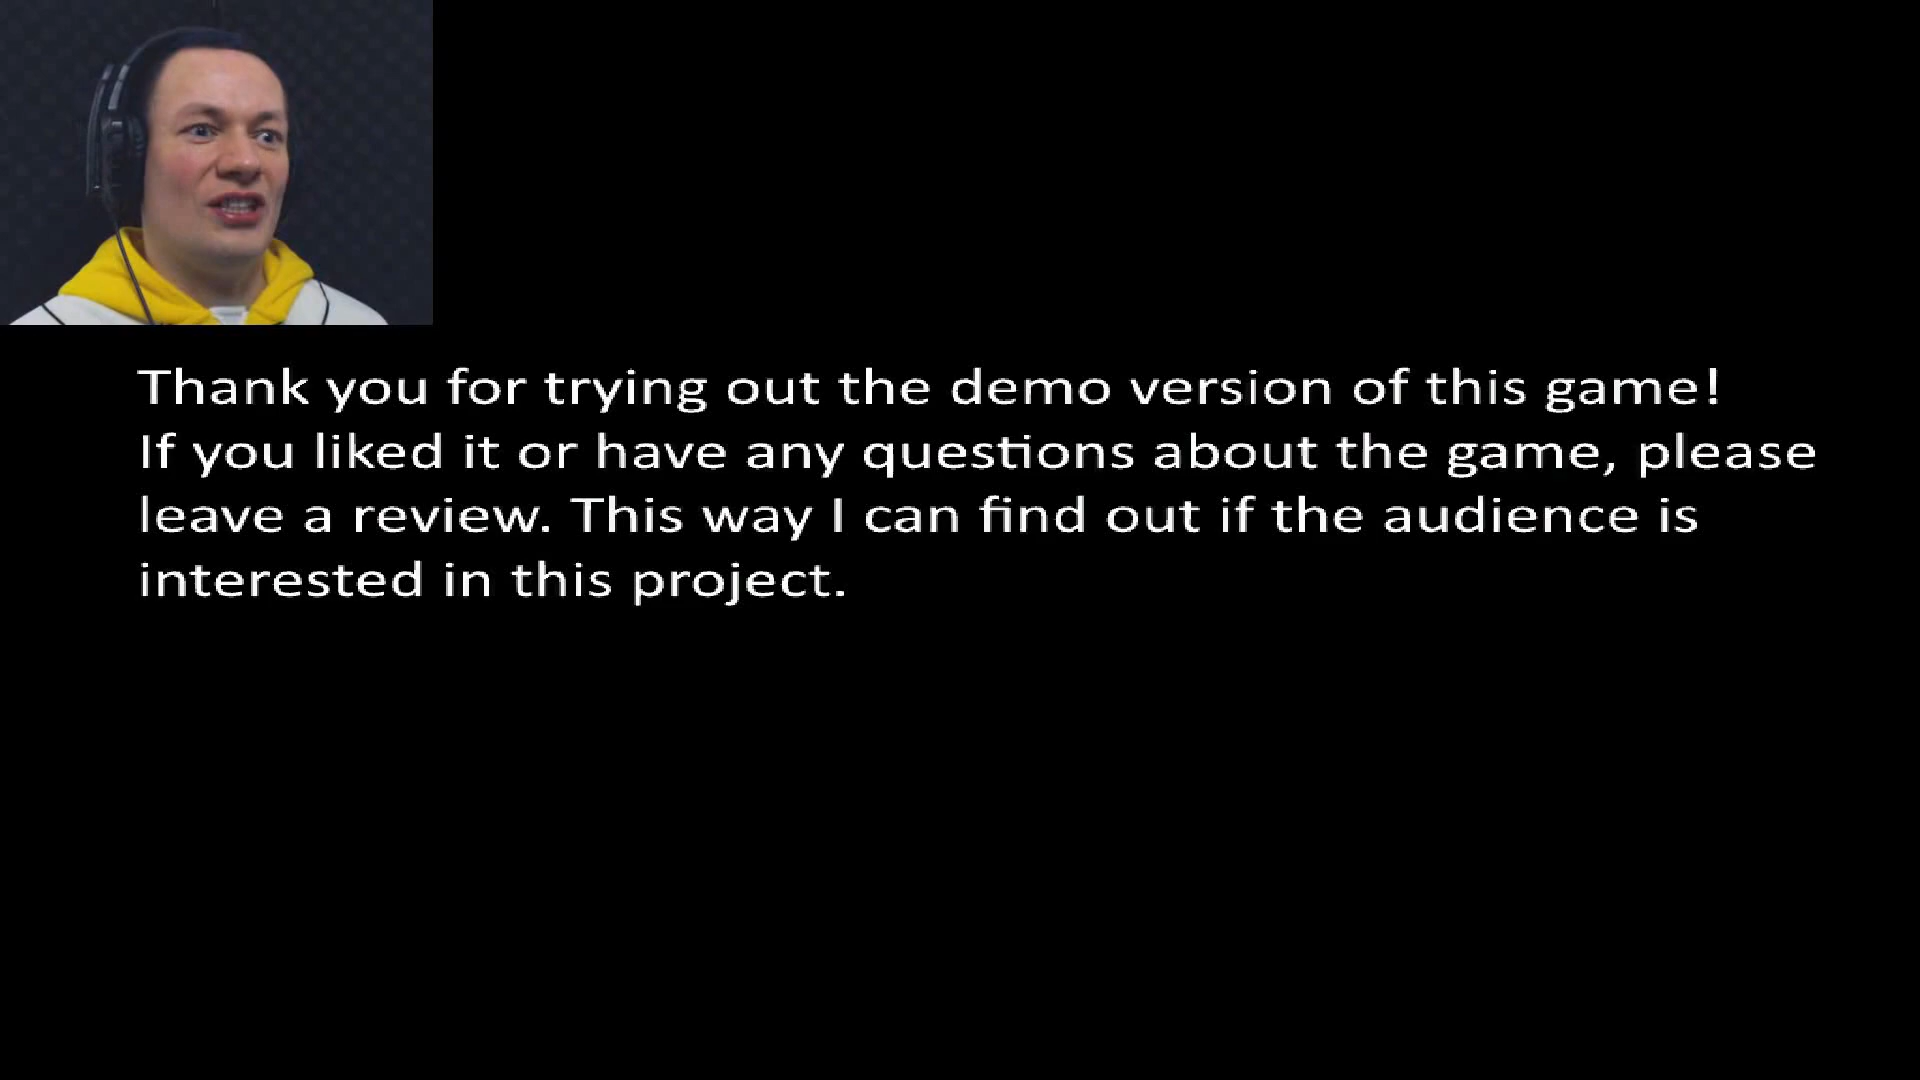 Thank you for trying out the demo version of this game!
If you liked it or have any questions about the game, please
leave a review. This way I can find out if the audience is
interested in this project.